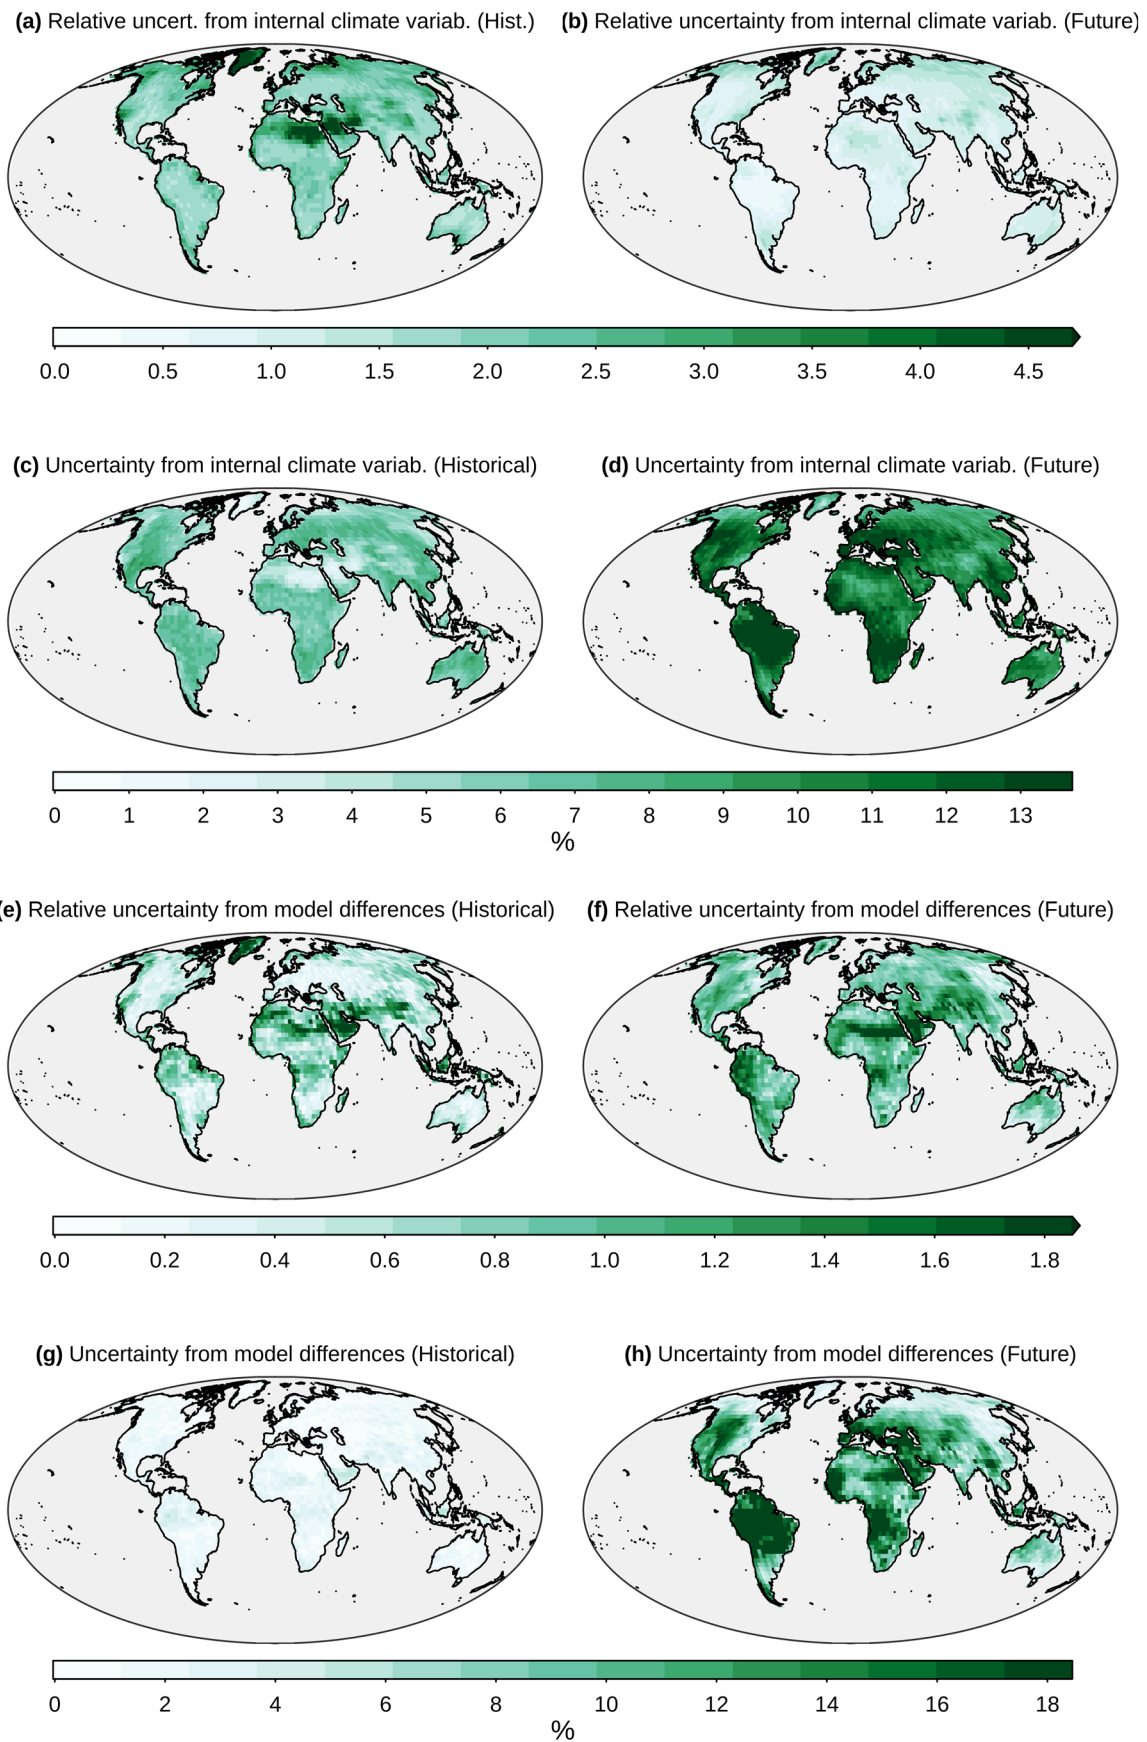 (a) Relative uncert. from internal climate variab. (Hist.)
(b) Relative uncertainty from internal climate variab. (Future)
0.0 0.5 1.0 1.5 2.0 2.5 3.0 3.5 4.0 4.5
(c) Uncertainty from internal climate variab. (Historical)
(d) Uncertainty from internal climate variab. (Future)
0 1 2 3 4 5 6 7 8 9 10 11 12 13
%
(e) Relative uncertainty from model differences (Historical)
(f) Relative uncertainty from model differences (Future)
0.0 0.2 0.4 0.6 0.8 1.0 1.2 1.4 1.6 1.8
(g) Uncertainty from model differences (Historical)
(h) Uncertainty from model differences (Future)
0 2 4 6 8 10 12 14 16 18
%